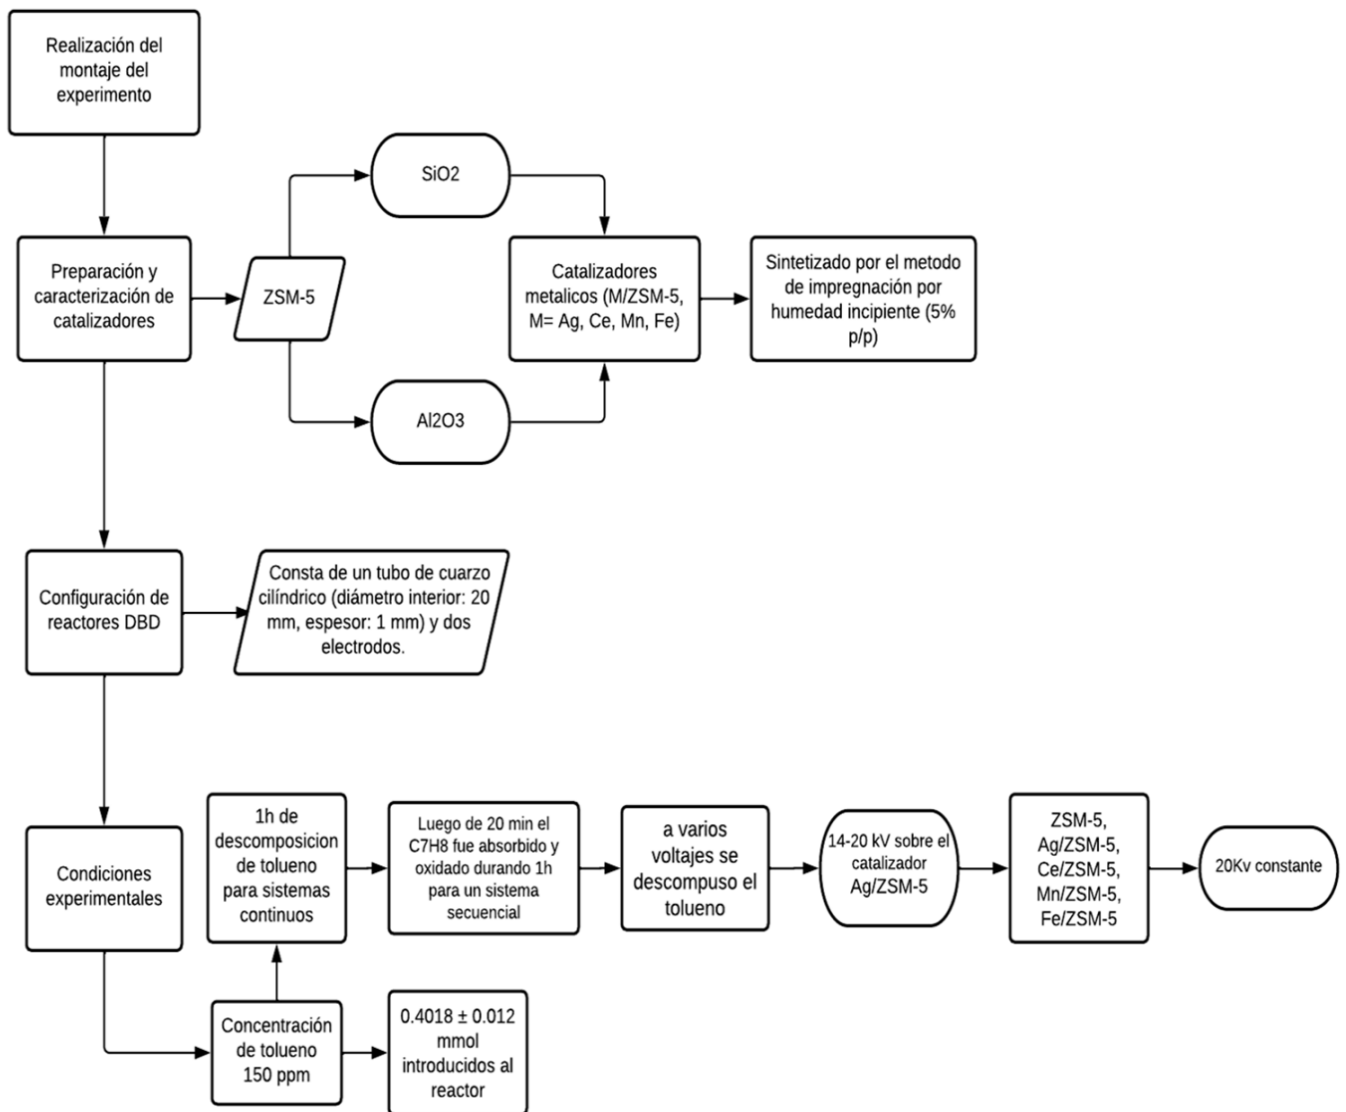 Realización del
montaje del
experimento
Preparación y
caracterización de
catalizadores
ZSM-5
SiO2
Al2O3
Catalizadores
metalicos (M/ZSM-5,
M= Ag, Ce, Mn, Fe)
Sintetizado por el metodo
de impregnación por
humedad incipiente (5%
p/p)
Configuración de
reactores DBD
Consta de un tubo de cuarzo
cilíndrico (diámetro interior: 20
mm, espesor: 1 mm) y dos
electrodos.
Condiciones
experimentales
Concentración
de tolueno
150 ppm
0.4018 ± 0.012
mmol
introducidos al
reactor
1h de
descomposicion
de tolueno
para sistemas
continuos
Luego de 20 min el
C7H8 fue absorbido y
oxidado durando 1h
para un sistema
secuencial
a varios
voltajes se
descompuso el
tolueno
14-20 kV sobre el
catalizador
Ag/ZSM-5
ZSM-5,
Ag/ZSM-5,
Ce/ZSM-5,
Mn/ZSM-5,
Fe/ZSM-5
20Kv constante